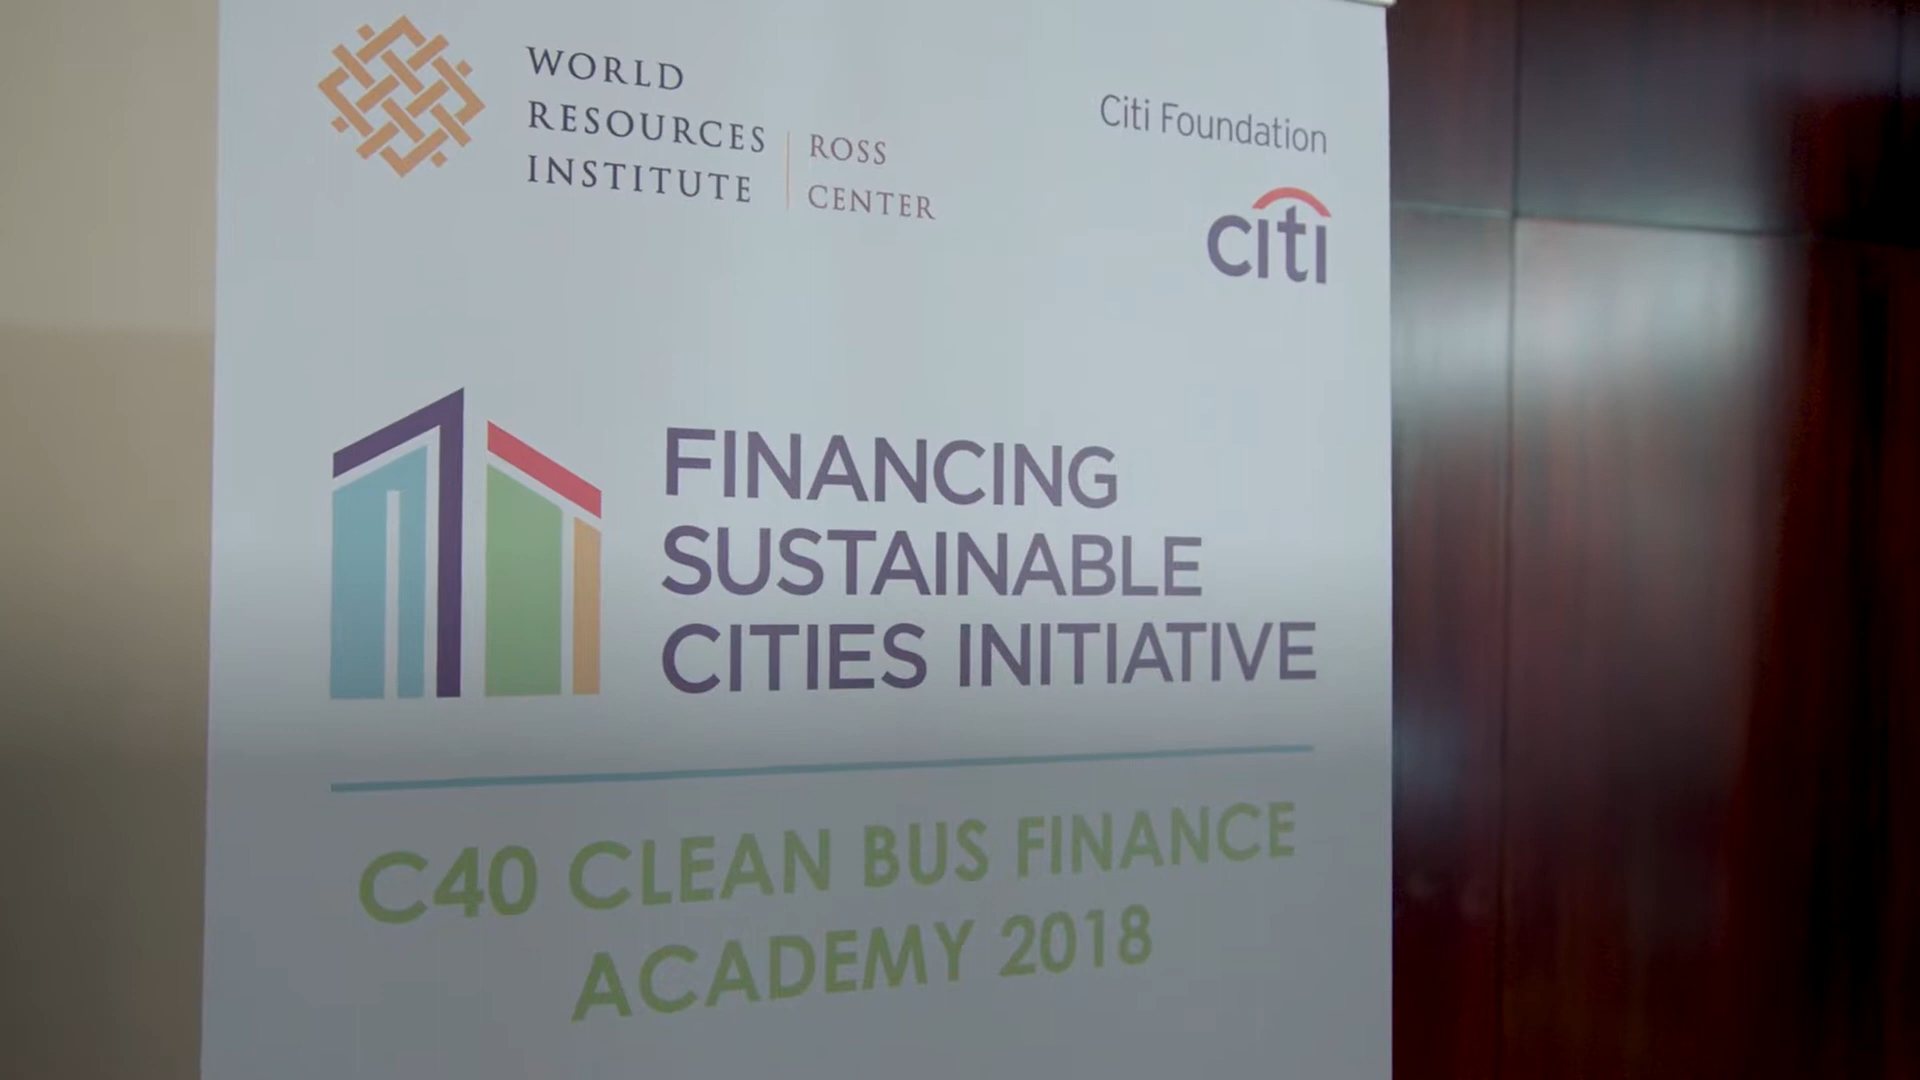 WORLD
RESOURCES
INSTITUTE
ROSS
CENTER
Citi Foundation
citi
FINANCING
SUSTAINABLE
CITIES INITIATIVE
C40 CLEAN BUS FINANCE
ACADEMY 2018